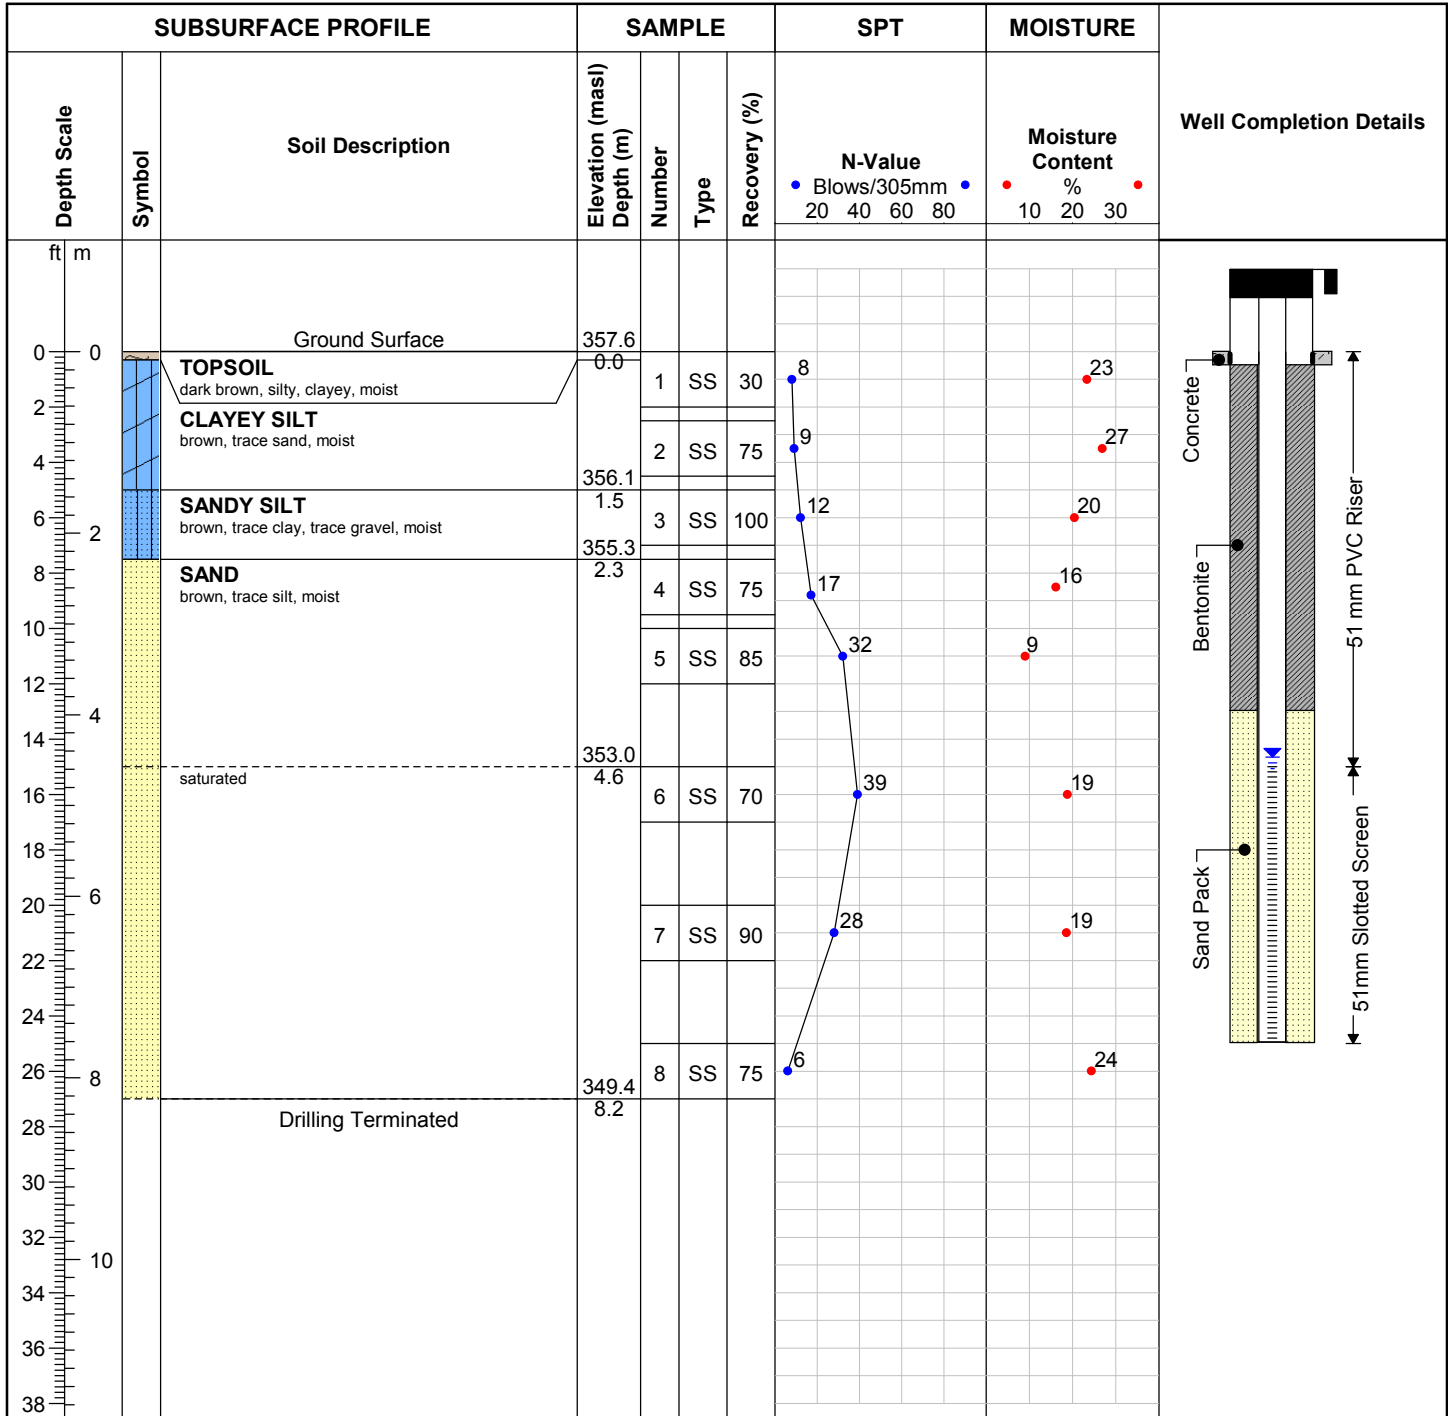 SUBSURFACE PROFILE SAMPLE SPT MOISTURE
Depth Scale
Symbol
Soil Description
Elevation (masl)
Depth (m)
Number
Type
Recovery (%)
N-Value
Blows/305mm
20 40 60 80
Moisture
Content
%
10 20 30
Well Completion Details
ft m
Ground Surface 357.6
0 0
0.0
TOPSOIL
dark brown, silty, clayey, moist
1 SS 30 8 23
2
CLAYEY SILT
brown, trace sand, moist
2 SS 75 9 27
4
356.1
1.5
SANDY SILT
brown, trace clay, trace gravel, moist
3 SS 100 12 20
6
2
355.3
2.3
8
SAND
brown, trace silt, moist
4 SS 75 17 16
10
5 SS 85 32 9
12
4
14
353.0
4.6
saturated
16
6 SS 70 39 19
18
6
20
7 SS 90 28 19
22
24
26 8
8 SS 75 6 24
349.4
8.2
Drilling Terminated
28
30
32
10
34
36
38
Concrete
Bentonite
Sand Pack
51 mm PVC Riser
51mm Slotted Screen